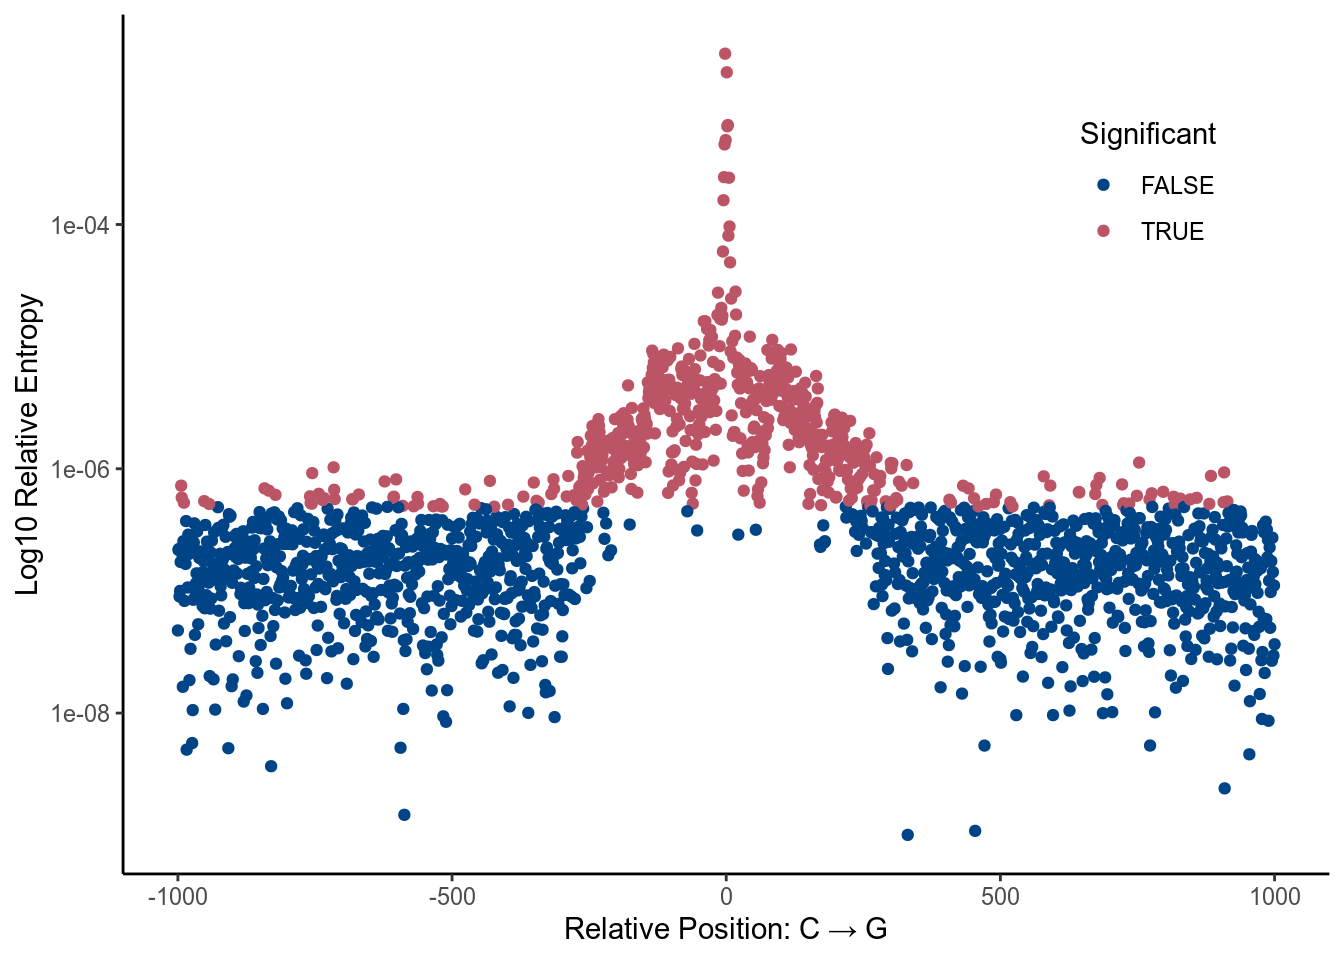 Significant
FALSE
TRUE
Log10 Relative Entropy
1e-04
1e-06
1e-08
-1000
-500
0
500
1000
Relative Position: C → G